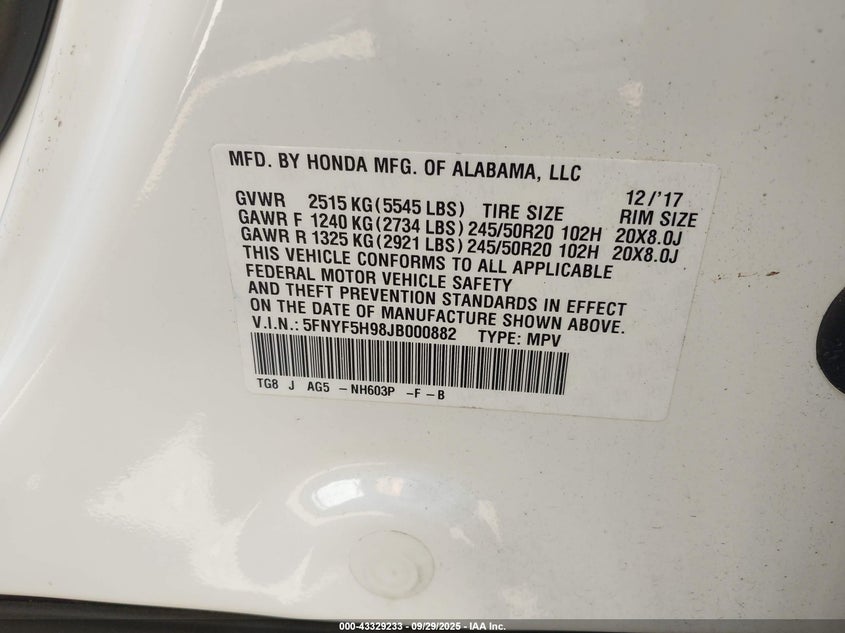 MFD. BY HONDA MFG. OF ALABAMA, LLC
12/'17
GVWR 2515 KG (5545 LBS) TIRE SIZE RIM SIZE
GAWR F 1240 KG (2734 LBS) 245/50R20 102H 20X8.0J
GAWR R 1325 KG (2921 LBS) 245/50R20 102H 20X8.0J
THIS VEHICLE CONFORMS TO ALL APPLICABLE
FEDERAL MOTOR VEHICLE SAFETY
AND THEFT PREVENTION STANDARDS IN EFFECT
ON THE DATE OF MANUFACTURE SHOWN ABOVE.
V.I.N.: 5FNYF5H98JB000882 TYPE: MPV
TG8 J AG5 - NH603P - F - B
000-43329233 - 09/29/2025 - IAA Inc.